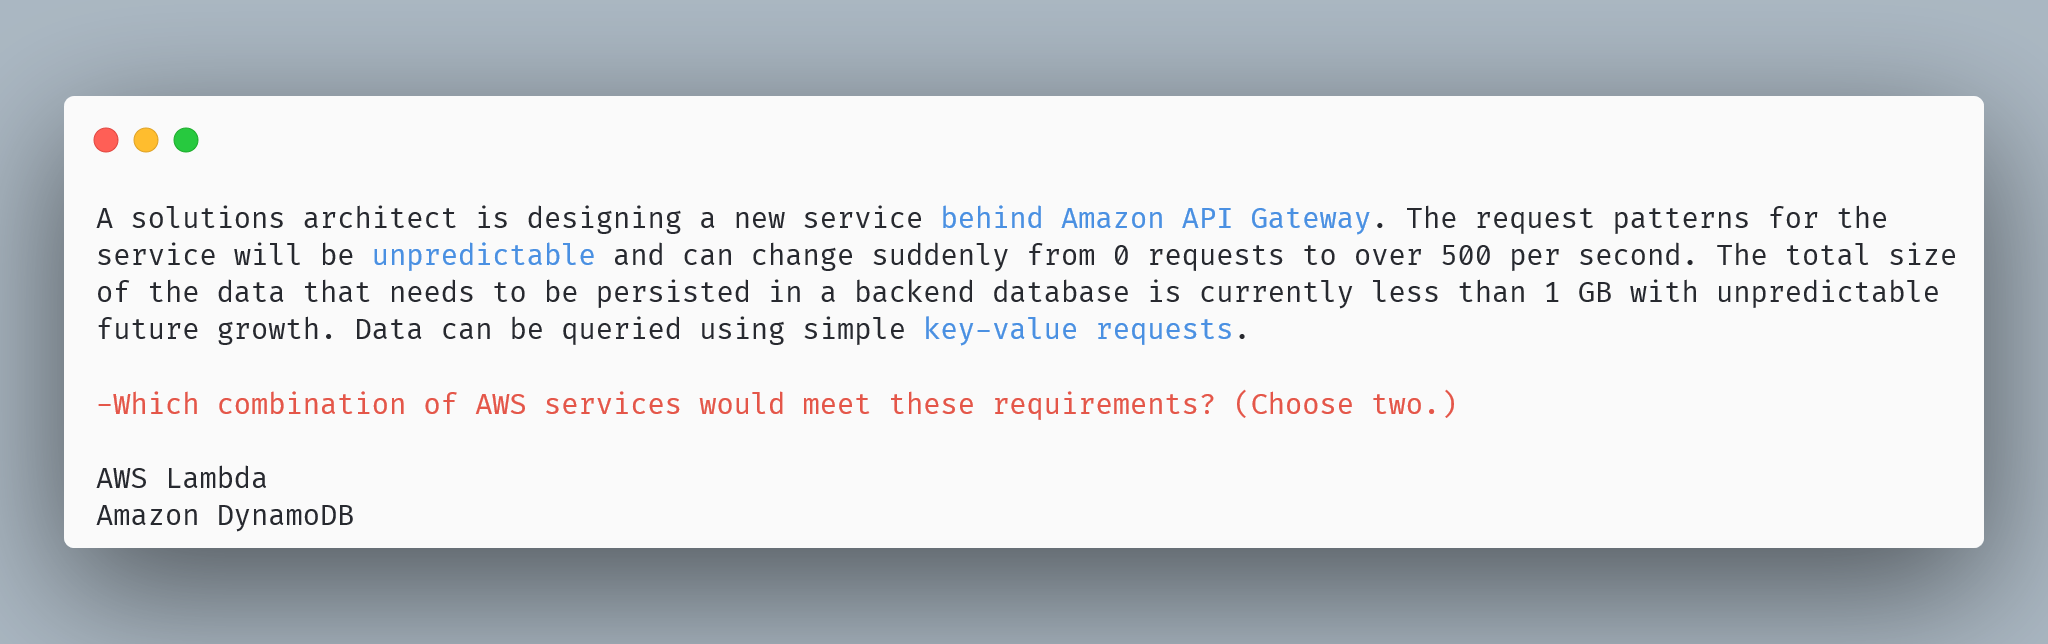 A solutions architect is designing a new service behind Amazon API Gateway. The request patterns for the
service will be unpredictable and can change suddenly from 0 requests to over 500 per second. The total size
of the data that needs to be persisted in a backend database is currently less than 1 GB with unpredictable
future growth. Data can be queried using simple key-value requests.
-Which combination of AWS services would meet these requirements? (Choose two.)
AWS Lambda
Amazon DynamoDB